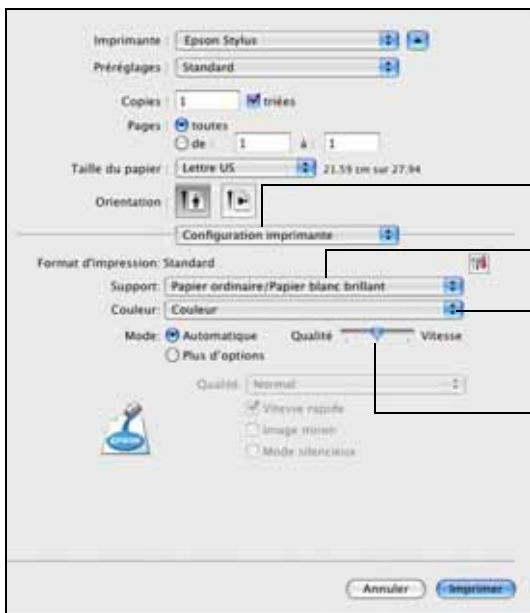 Imprimante : Epson Stylus
Préréglages : Standard
Copies : 1 triées
Pages : toutes
de : 1 à : 1
Taille du papier : Lettre US 21.59 cm sur 27.94
Orientation :
Configuration imprimante
Format d'impression: Standard
Support: Papier ordinaire/Papier blanc brillant
Couleur: Couleur
Mode: Automatique Qualité Vitesse
Plus d'options
Qualité: Normal
Vitesse rapide
Image miroir
Mode silencieux
EPSON
Annuler Imprimer